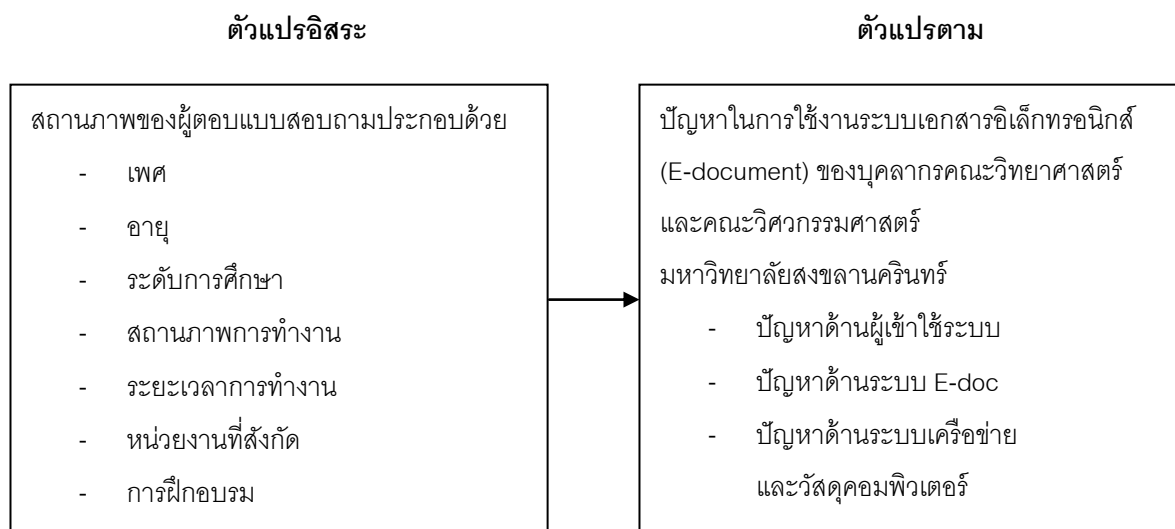 ตัวแปรอิสระ
ตัวแปรตาม
สถานภาพของผู้ตอบแบบสอบถามประกอบด้วย
- เพศ
- อายุ
- ระดับการศึกษา
- สถานภาพการทำงาน
- ระยะเวลาการทำงาน
- หน่วยงานที่สังกัด
- การฝึกอบรม
ปัญหาในการใช้งานระบบเอกสารอิเล็กทรอนิกส์
(E-document) ของบุคลากรคณะวิทยาศาสตร์
และคณะวิศวกรรมศาสตร์
มหาวิทยาลัยสงขลานครินทร์
- ปัญหาด้านผู้เข้าใช้ระบบ
- ปัญหาด้านระบบ E-doc
- ปัญหาด้านระบบเครือข่าย
และวัสดุคอมพิวเตอร์